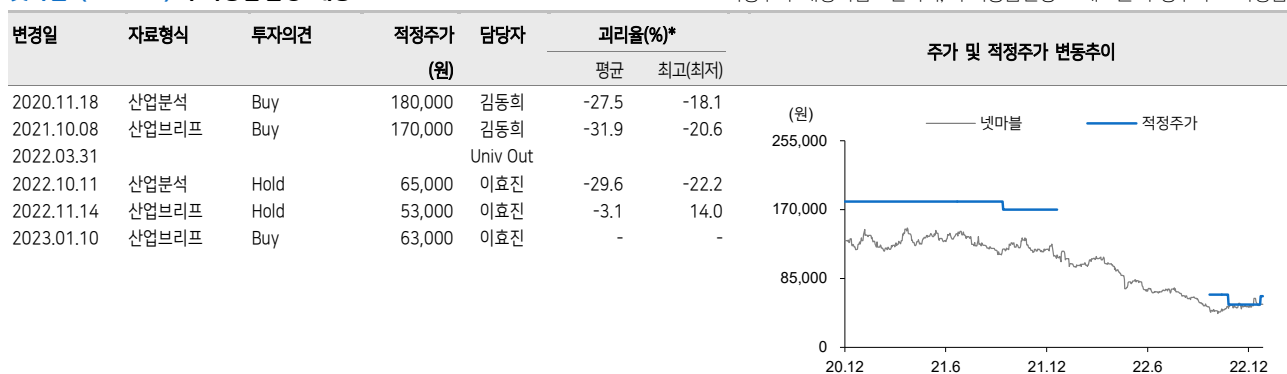 변경일 자료형식 투자의견 적정주가 담당자 괴리율(%)* 주가 및 적정주가 변동추이
(원) 평균 최고(최저)
2020.11.18 산업분석 Buy 180,000 김동희 -27.5 -18.1
2021.10.08 산업브리프 Buy 170,000 김동희 -31.9 -20.6
2022.03.31 Univ Out
2022.10.11 산업분석 Hold 65,000 이효진 -29.6 -22.2
2022.11.14 산업브리프 Hold 53,000 이효진 -3.1 14.0
2023.01.10 산업브리프 Buy 63,000 이효진 - -
(원)
넷마블 적정주가
255,000
170,000
85,000
0
20.12 21.6 21.12 22.6 22.12